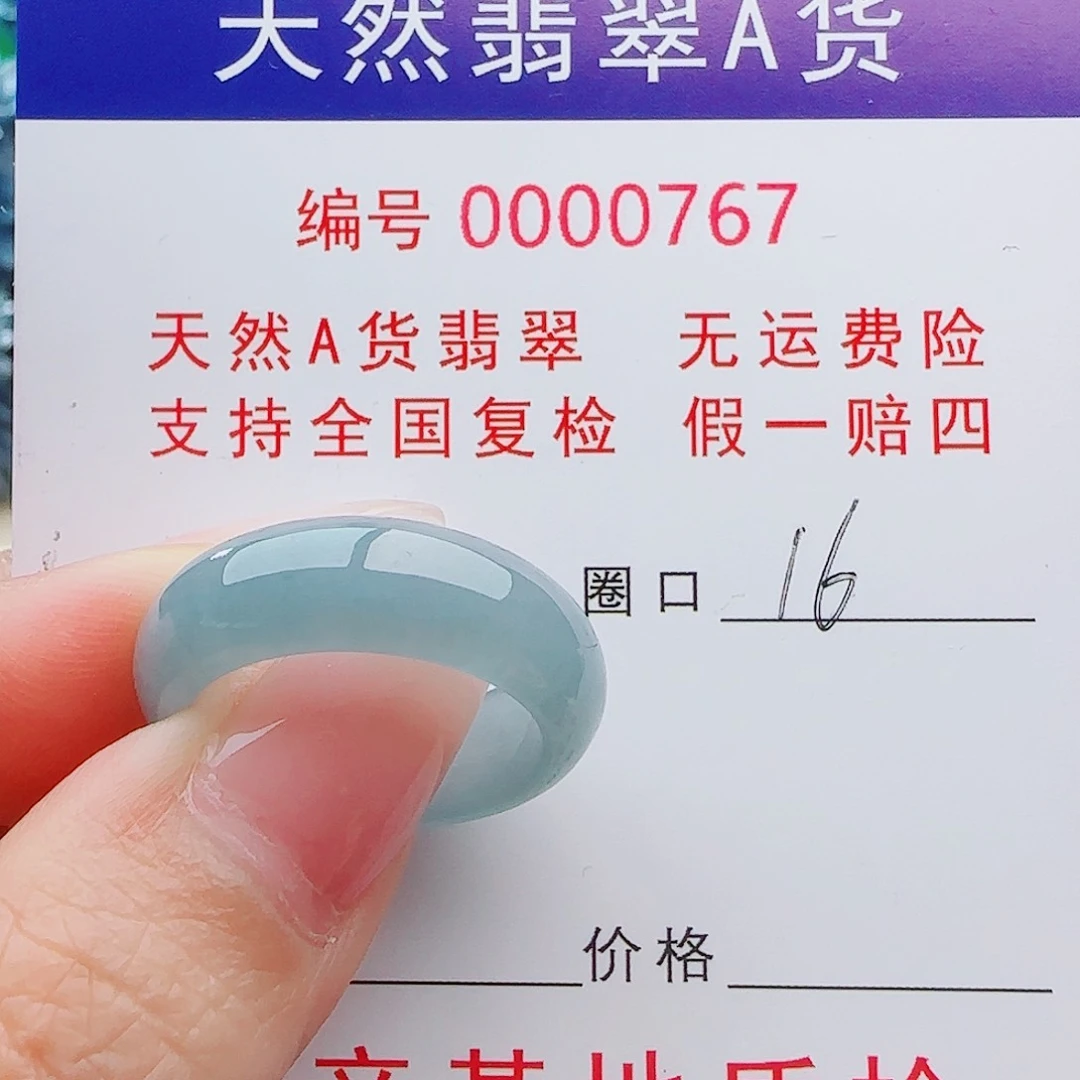 天然翡翠A货
编号 0000767
天然A货翡翠 无运费险
支持全国复检 假一赔四
圈口 16
价格